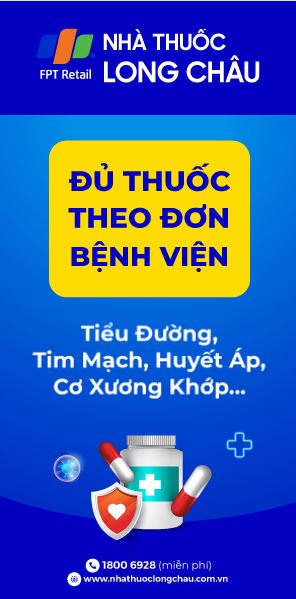 FPT Retail
NHÀ THUỐC
LONG CHÂU
ĐỦ THUỐC
THEO ĐƠN
BỆNH VIỆN
Tiểu Đường,
Tim Mạch, Huyết Áp,
Cơ Xương Khớp...
1800 6928 (miễn phí)
www.nhathuoclongchau.com.vn